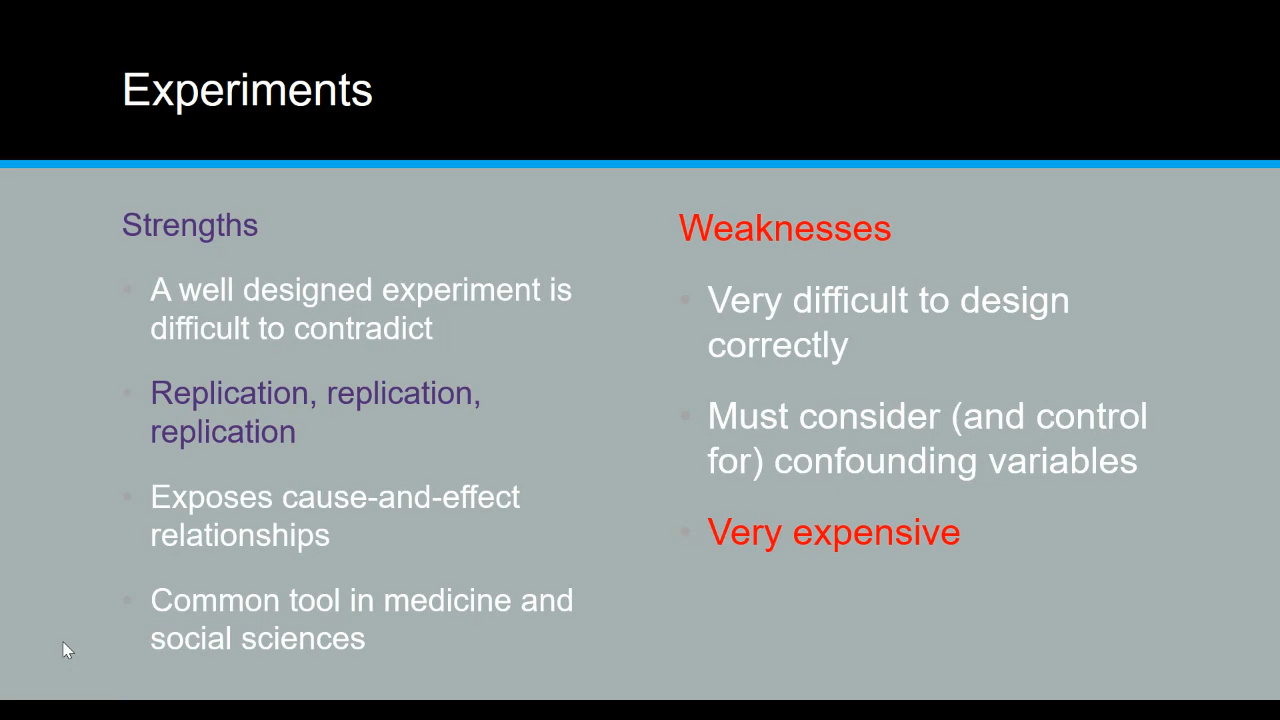 Experiments
Strengths
• A well designed experiment is
difficult to contradict
• Replication, replication,
replication
• Exposes cause-and-effect
relationships
• Common tool in medicine and
social sciences
Weaknesses
• Very difficult to design
correctly
• Must consider (and control
for) confounding variables
• Very expensive